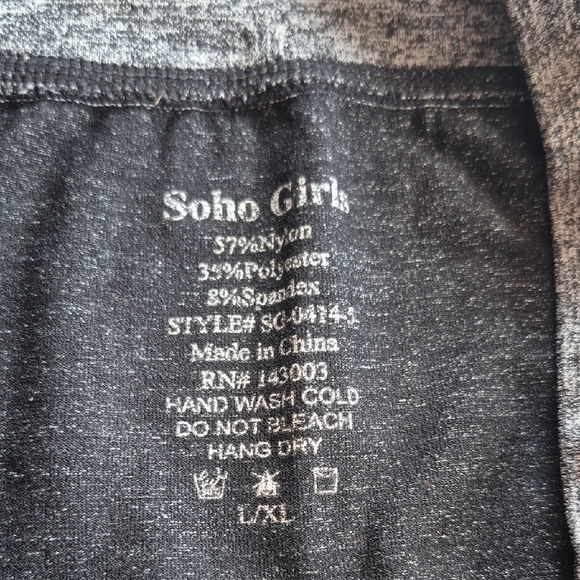 Soho Girls
57%Nylon
35%Polyester
8%Spandex
STYLE# SG-0414-1
Made in China
RN# 143003
HAND WASH COLD
DO NOT BLEACH
HANG DRY
L/XL